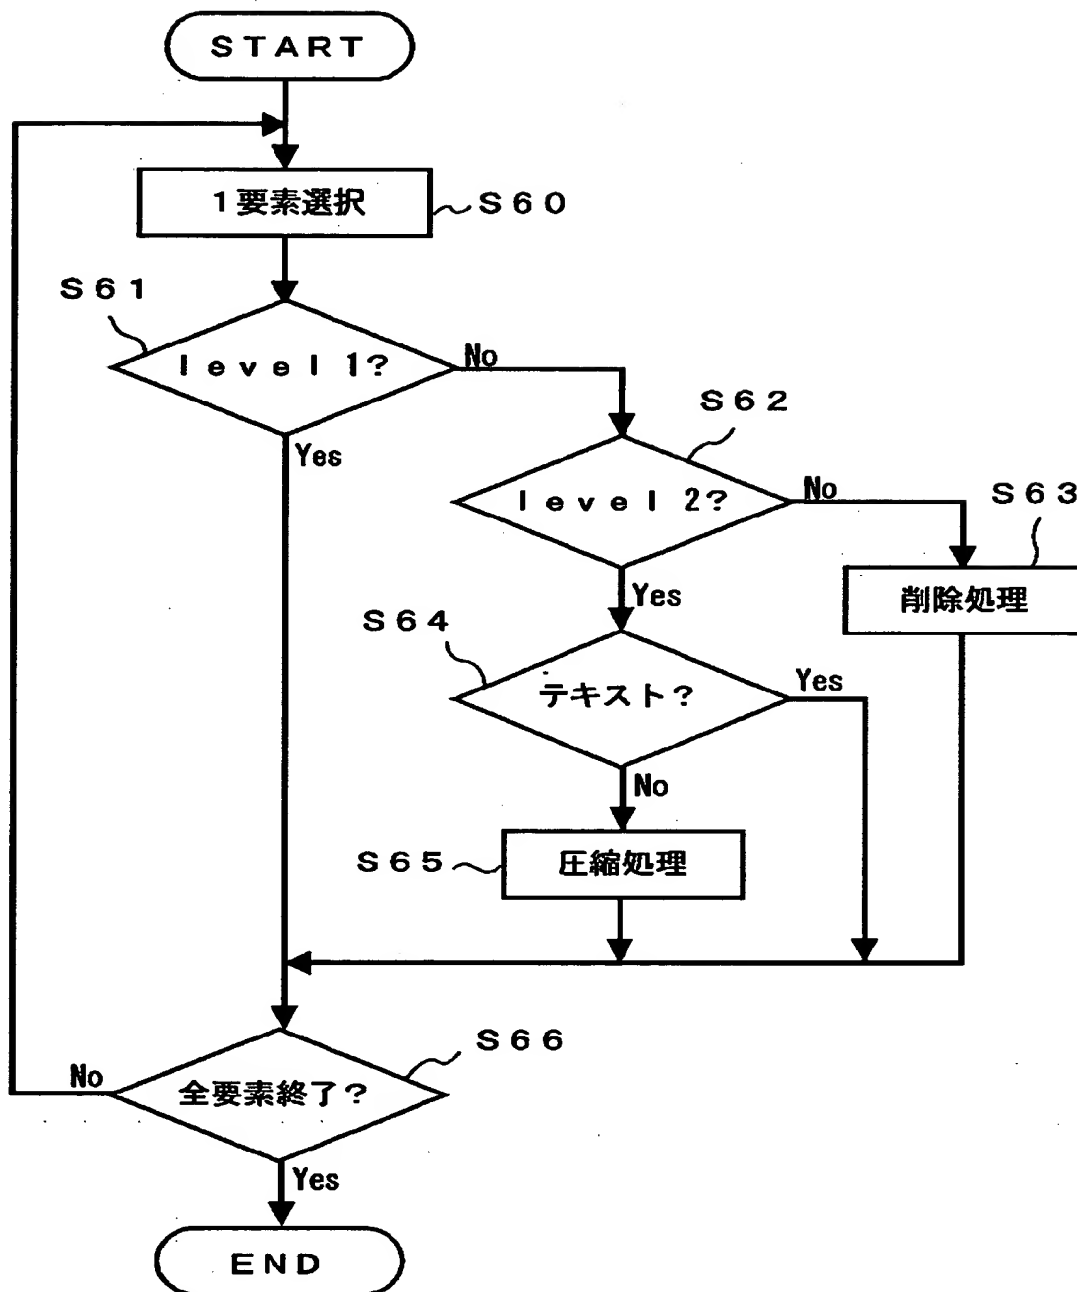 START
1要素選択
S60
S61
level 1?
No
Yes
S62
level 2?
No
S63
削除処理
Yes
S64
テキスト?
Yes
No
S65
圧縮処理
S66
全要素終了?
No
Yes
END